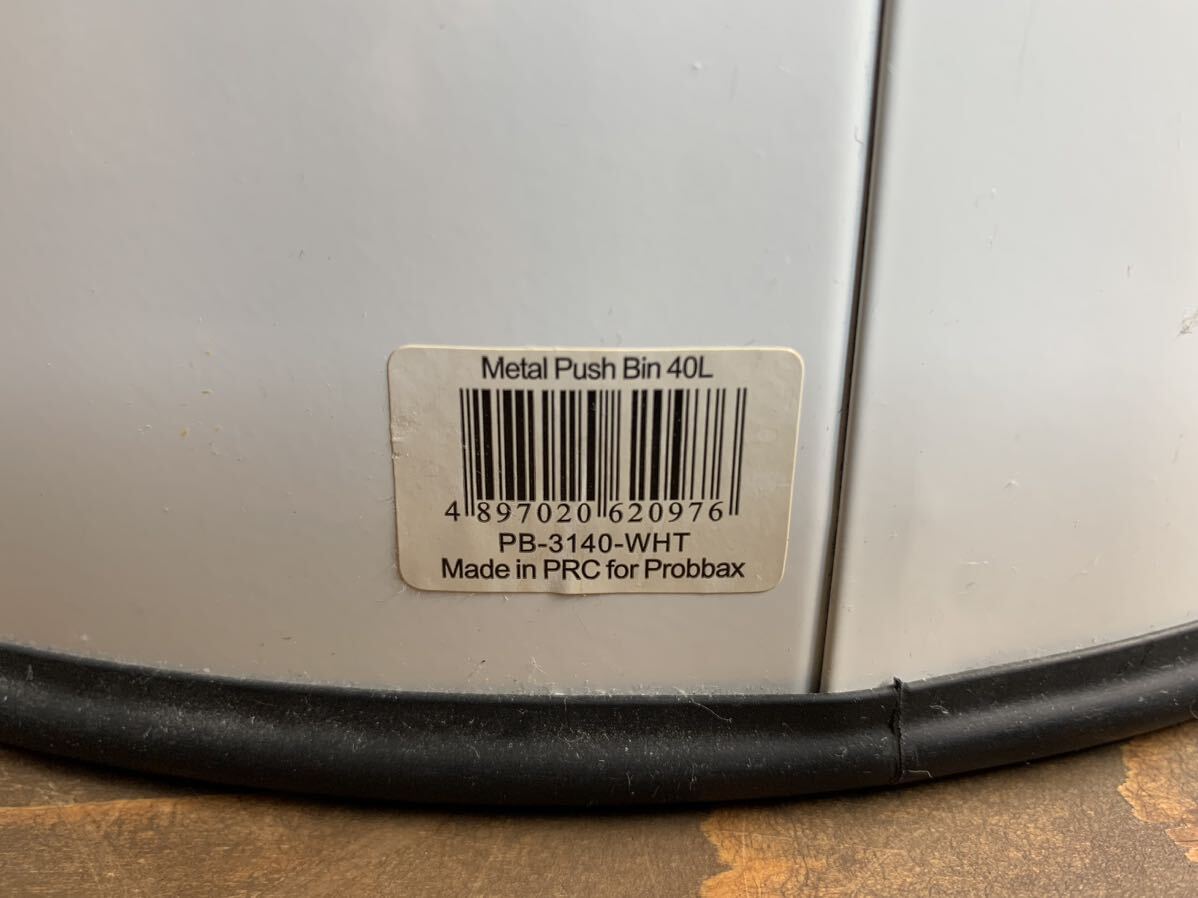 Metal Push Bin 40L
4 897020 620976
PB-3140-WHT
Made in PRC for Probbax